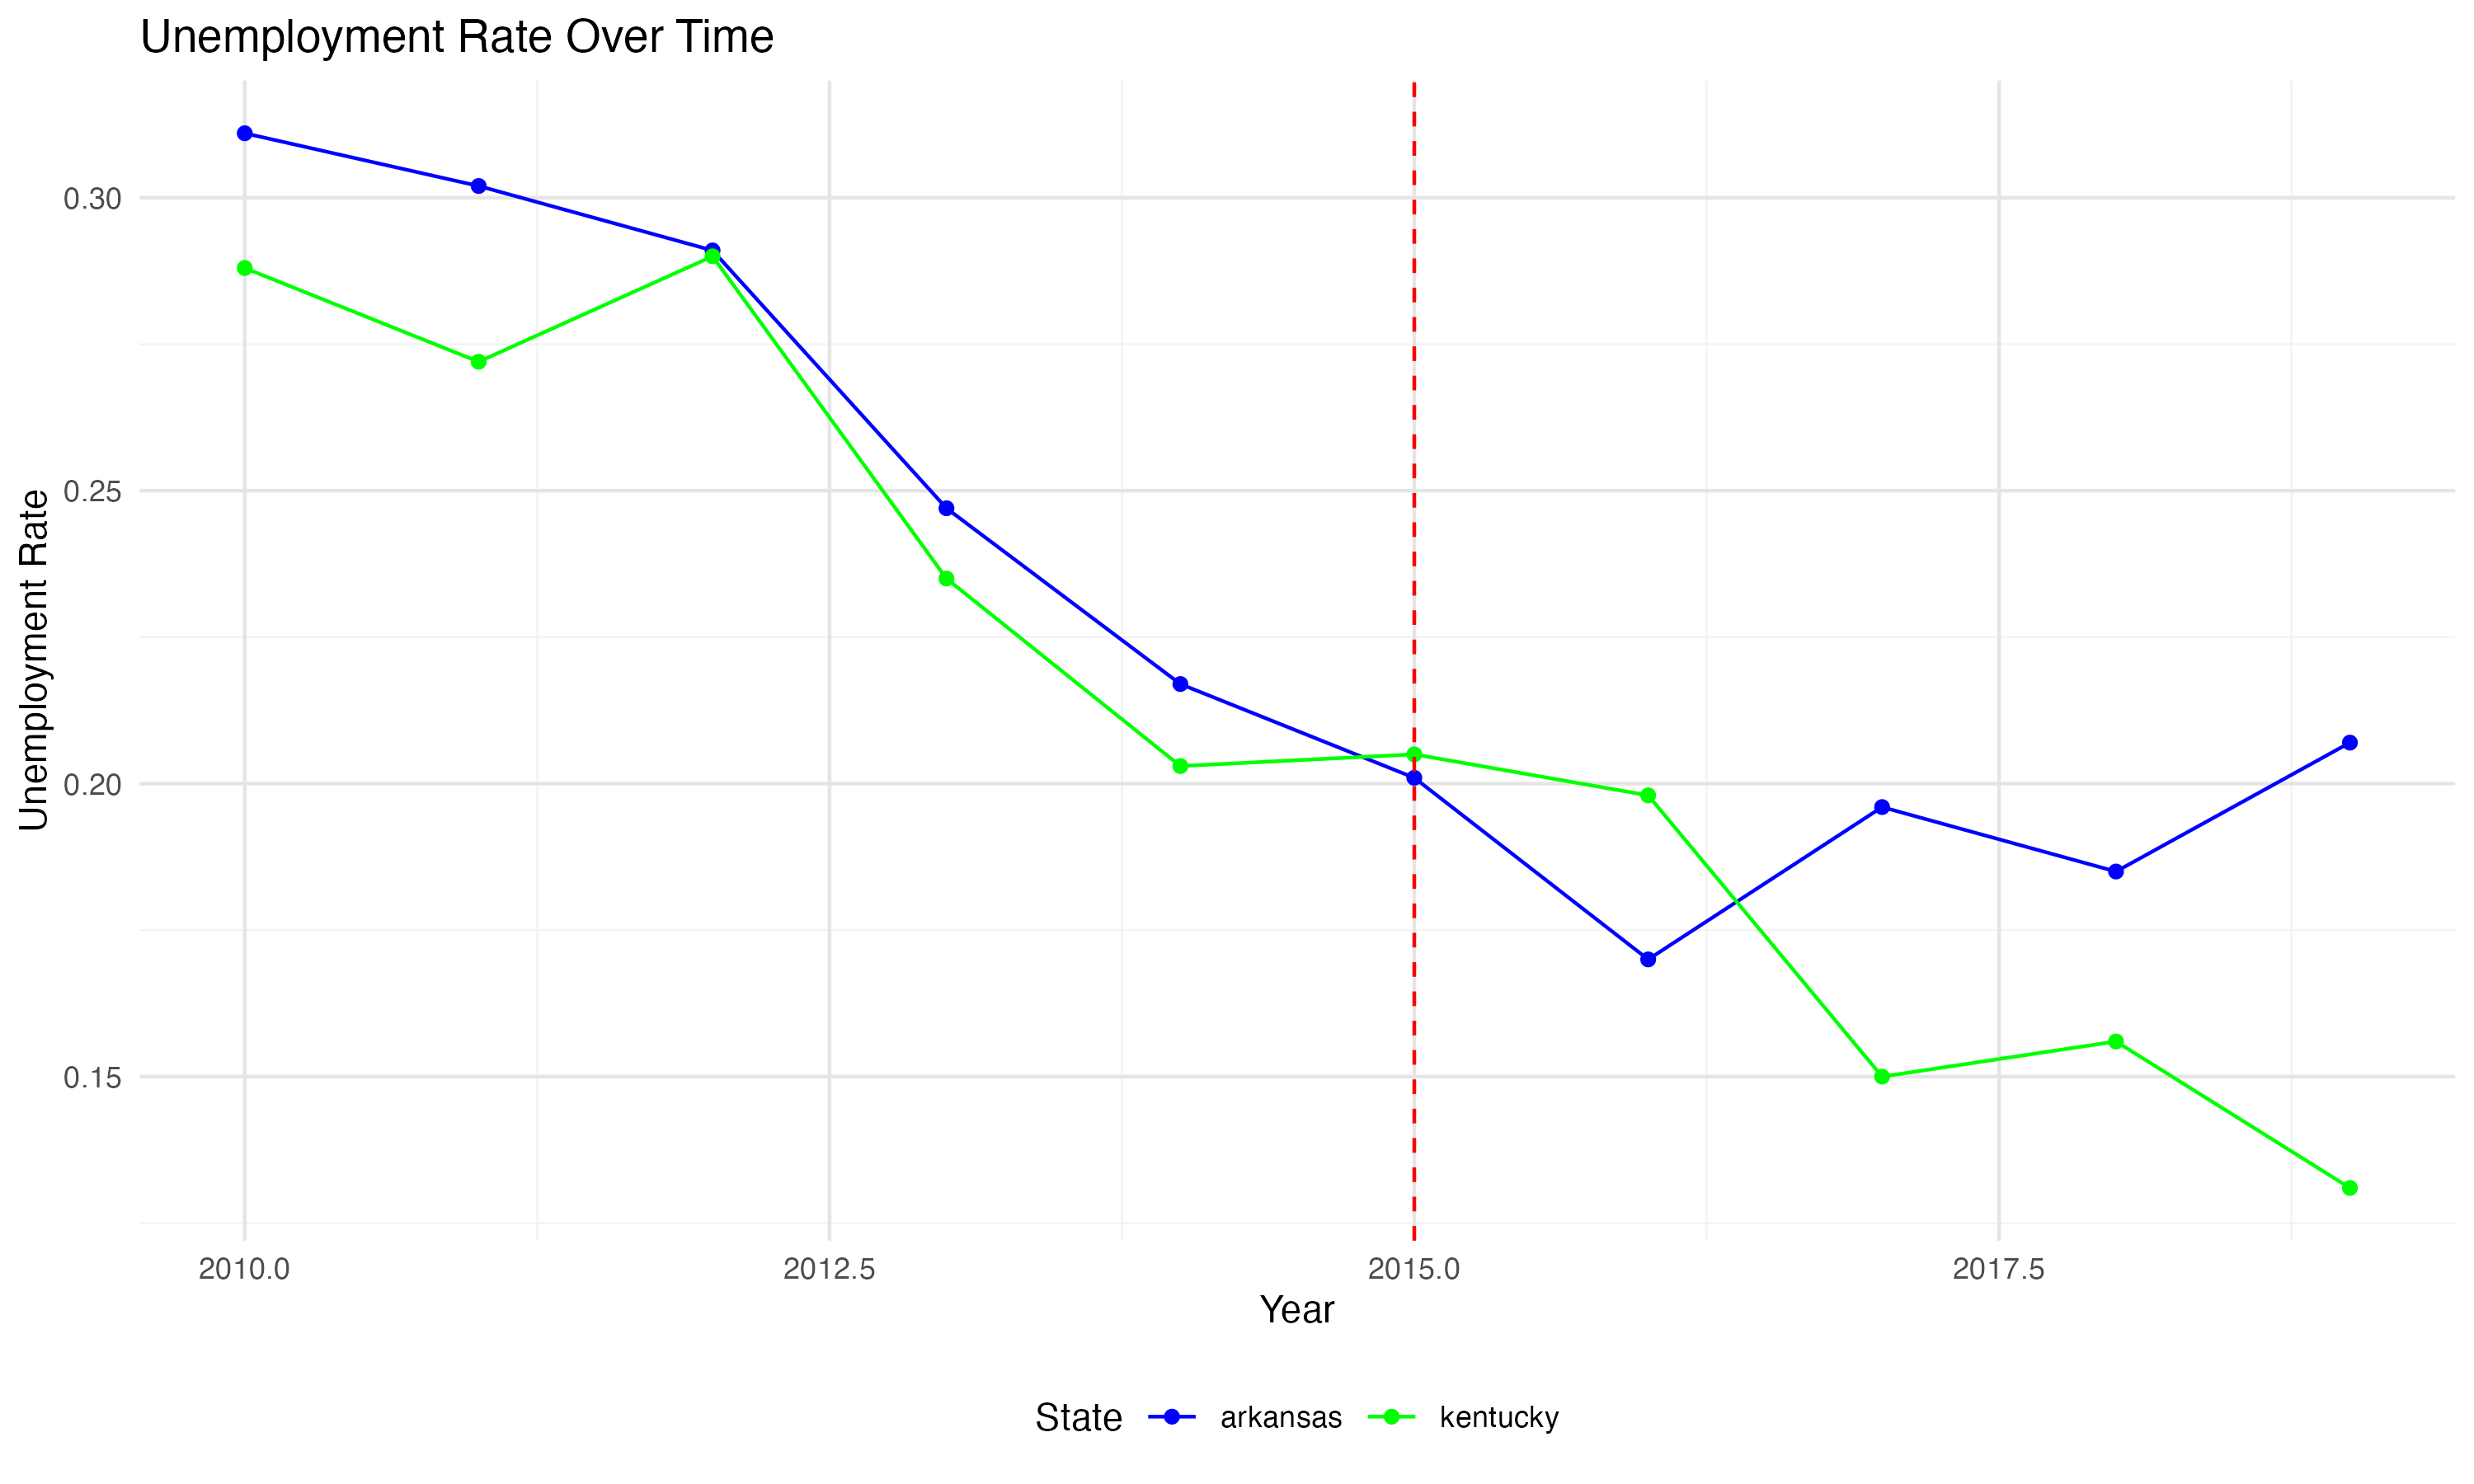 Unemployment Rate Over Time
Unemployment Rate
0.30
0.25
0.20
0.15
2010.0 2012.5 2015.0 2017.5
Year
State arkansas kentucky